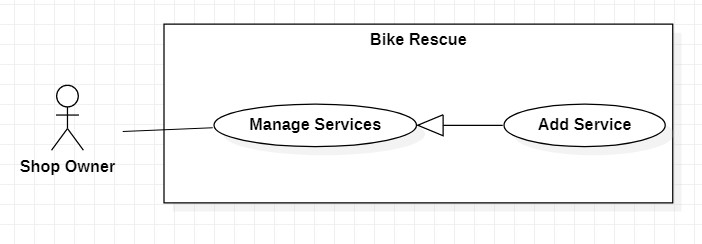 Bike Rescue
Manage Services
Add Service
Shop Owner